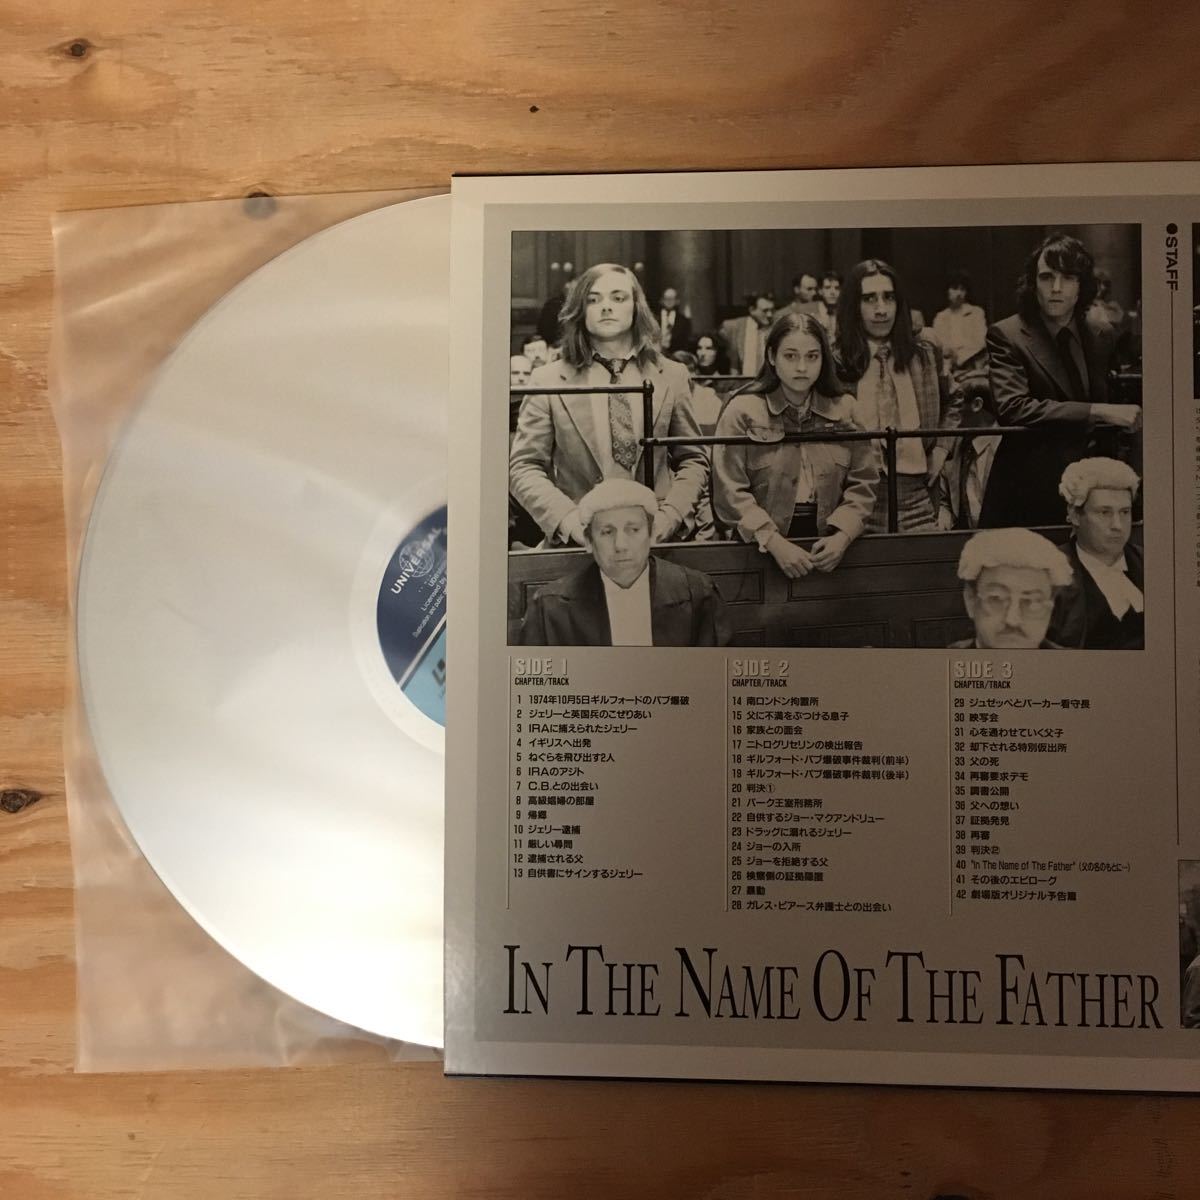 ●STAFF
UNIVERSAL
Licensed by
SIDE 1
CHAPTER/TRACK
1 1974年10月5日ギルフォードのパブ爆破
2 ジェリーと英国兵のこぜりあい
3 IRAに捕えられたジェリー
4 イギリスへ出発
5 ねぐらを飛び出す2人
6 IRAのアジト
7 C.B.との出会い
8 高級娼婦の部屋
9 帰郷
10 ジェリー逮捕
11 厳しい尋問
12 逮捕される父
13 自供書にサインするジェリー
SIDE 2
CHAPTER/TRACK
14 南ロンドン拘置所
15 父に不満をぶつける息子
16 家族との面会
17 ニトログリセリンの検出報告
18 ギルフォード・パブ爆破事件裁判(前半)
19 ギルフォード・パブ爆破事件裁判(後半)
20 判決①
21 パーク王室刑務所
22 自供するジョー・マクアンドリュー
23 ドラッグに溺れるジェリー
24 ジョーの入所
25 ジョーを拒絶する父
26 検察側の証拠隠匿
27 暴動
28 ガレス・ピアース弁護士との出会い
SIDE 3
CHAPTER/TRACK
29 ジュゼッペとバーカー看守長
30 映写会
31 心を通わせていく父子
32 却下される特別仮出所
33 父の死
34 再審要求デモ
35 調書公開
36 父への想い
37 証拠発見
38 再審
39 判決②
40 "In The Name of The Father" (父の名のもとに…)
41 その後のエピローグ
42 劇場版オリジナル予告篇
IN THE NAME OF THE FATHER